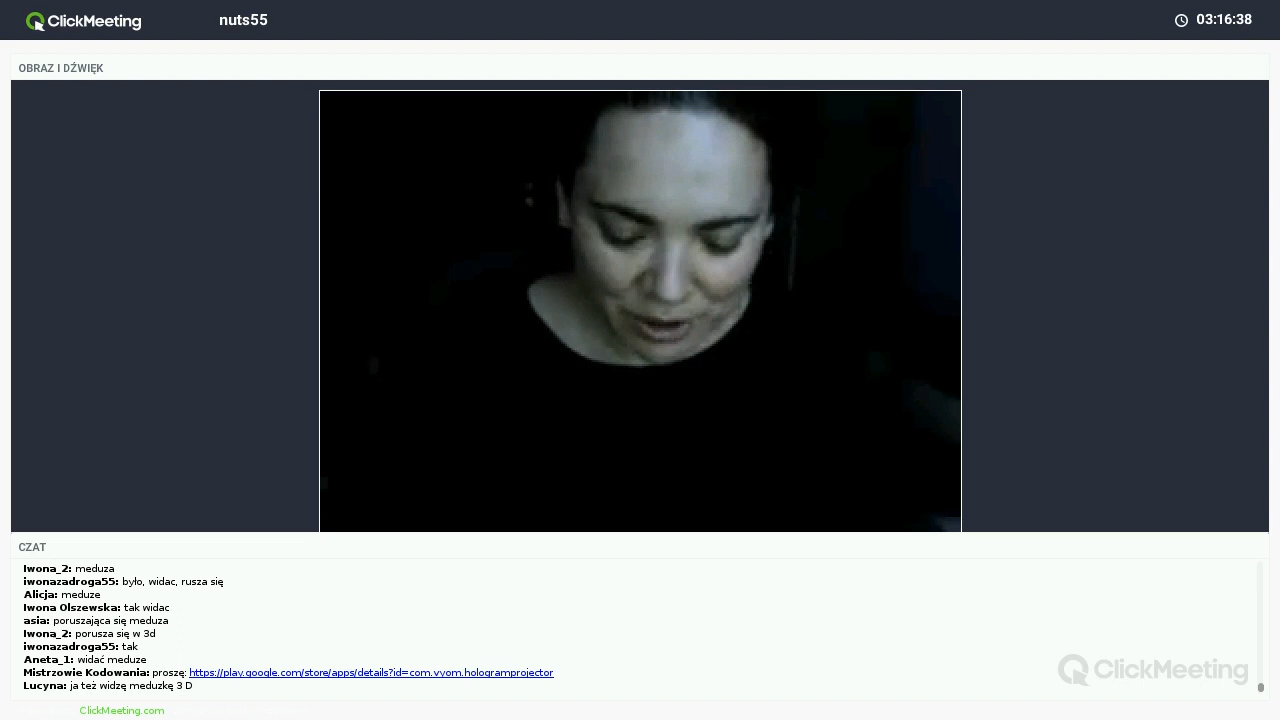 ClickMeeting
nuts55
03:16:38
OBRAZ I DŹWIĘK
CZAT
Iwona_2: meduza
iwonazadroga55: było, widac, rusza się
Alicja: meduze
Iwona Olszewska: tak widac
asia: poruszająca się meduza
Iwona_2: porusza się w 3d
iwonazadroga55: tak
Aneta_1: widać meduze
Mistrzowie Kodowania: proszę: https://play.google.com/store/apps/details?id=com.vyom.hologramprojector
Lucyna: ja też widzę meduzkę 3 D
ClickMeeting
ClickMeeting.com